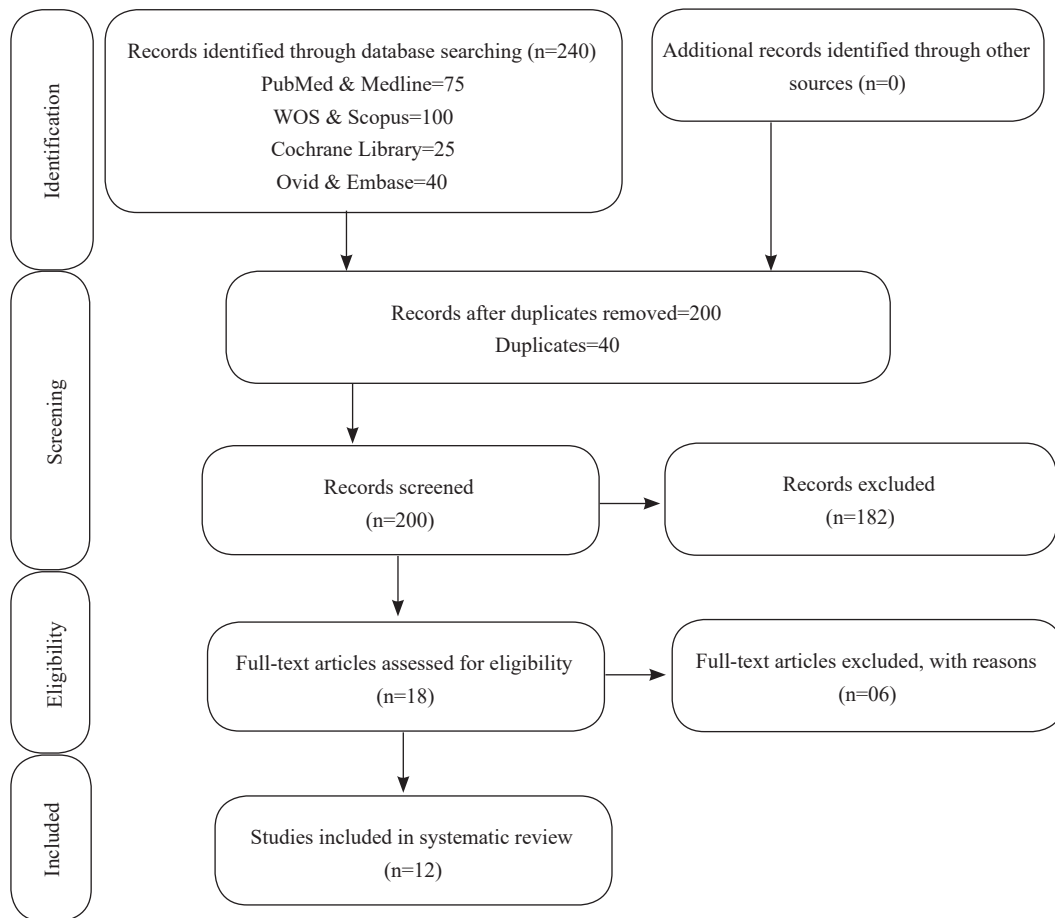 Identification
Records identified through database searching (n=240)
PubMed & Medline=75
WOS & Scopus=100
Cochrane Library=25
Ovid & Embase=40
Additional records identified through other
sources (n=0)
Screening
Records after duplicates removed=200
Duplicates=40
Records screened
(n=200)
Records excluded
(n=182)
Eligibility
Full-text articles assessed for eligibility
(n=18)
Full-text articles excluded, with reasons
(n=06)
Included
Studies included in systematic review
(n=12)